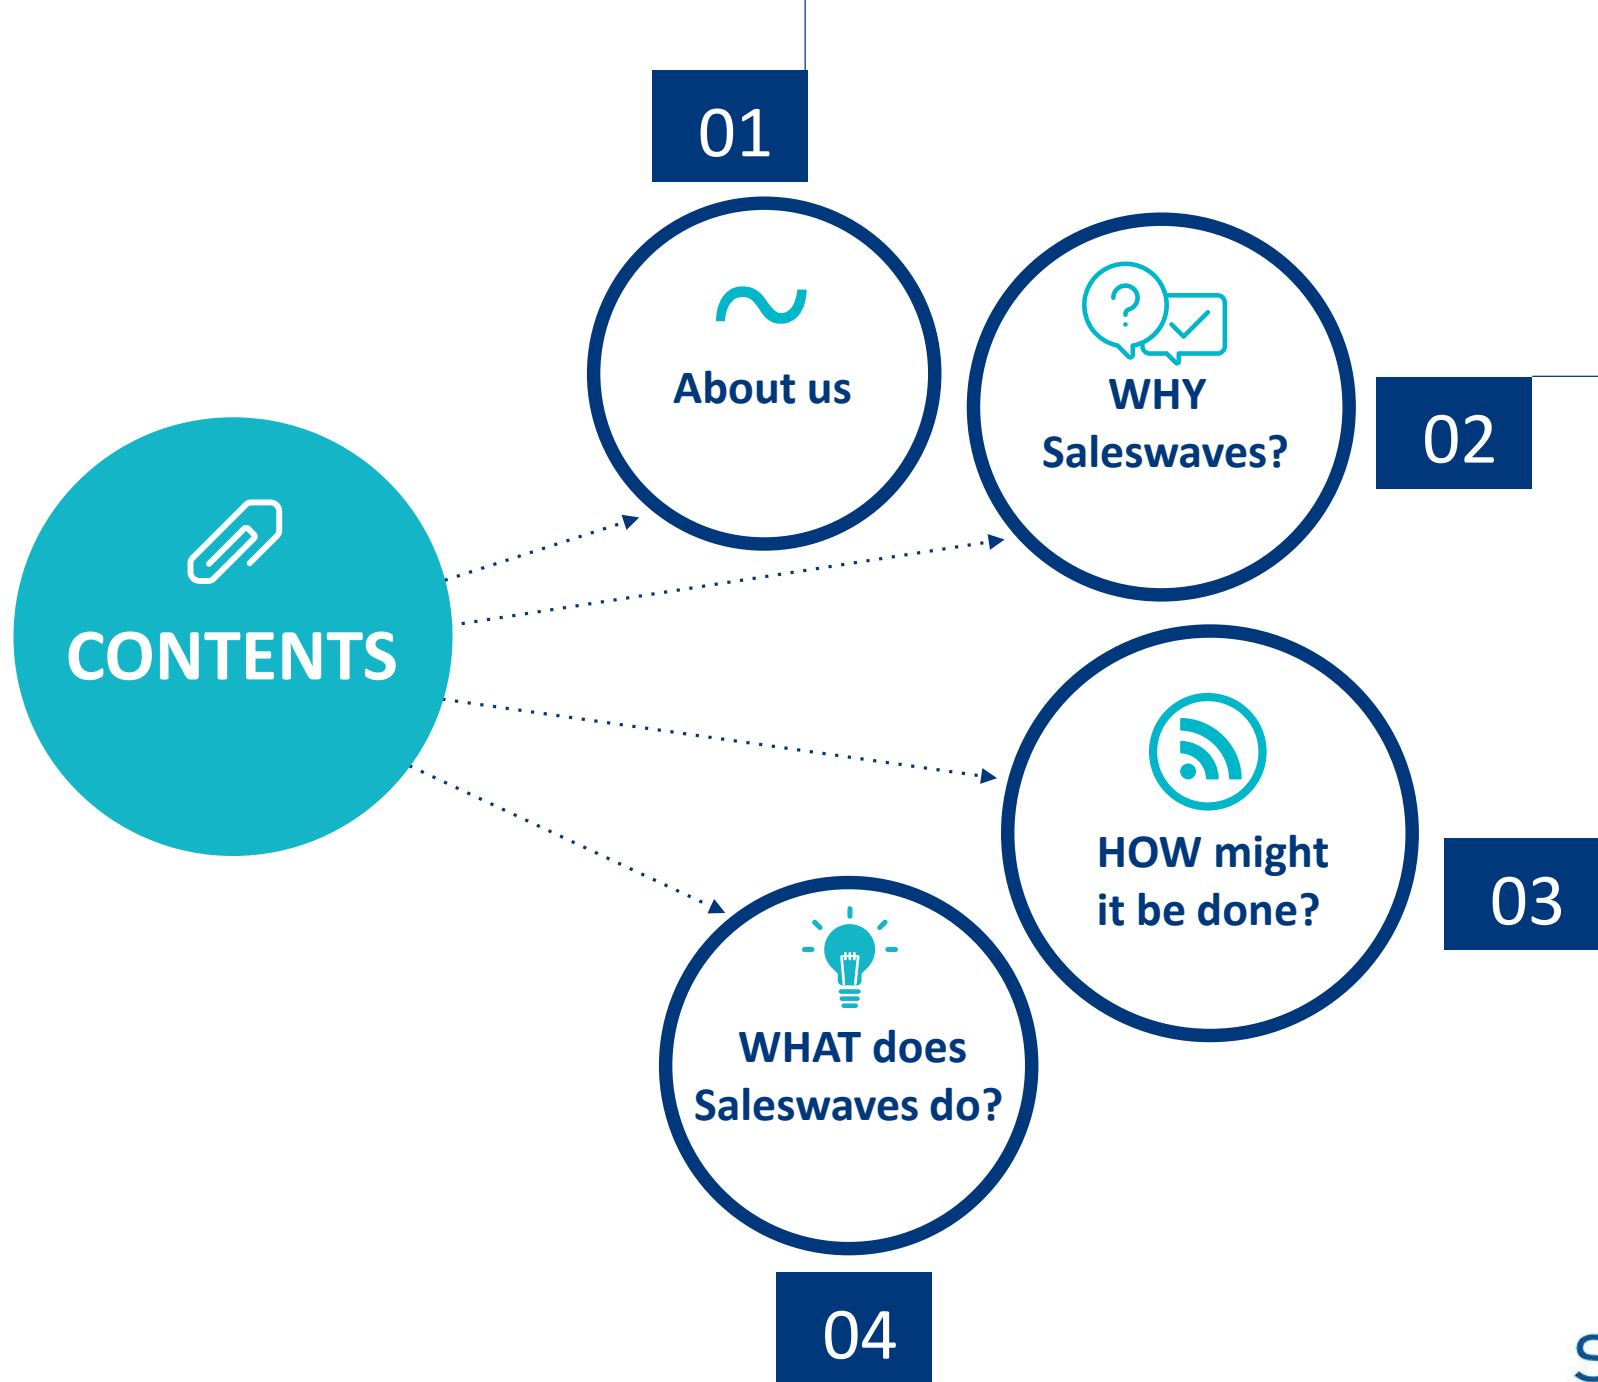 01
About us
WHY
Saleswaves?
02
CONTENTS
HOW might
it be done?
03
WHAT does
Saleswaves do?
04
S